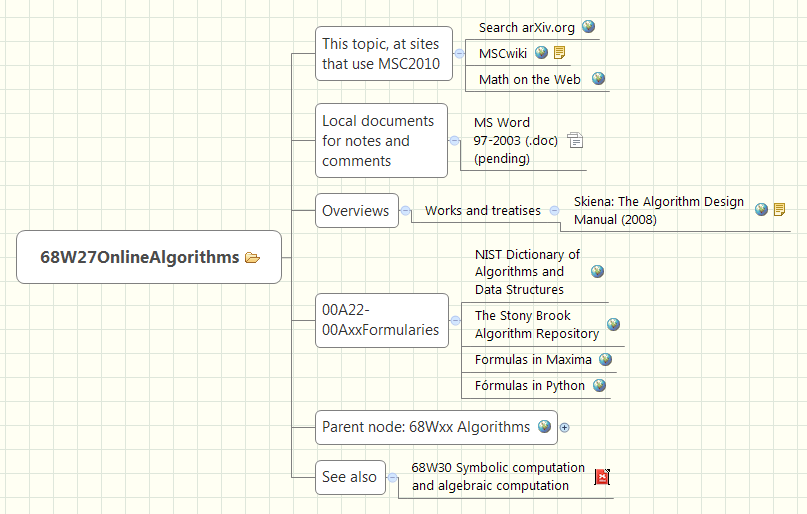 Search arXiv.org
This topic, at sites
that use MSC2010
MSCwiki
Math on the Web
Local documents
for notes and
comments
MS Word
97-2003 (.doc)
(pending)
Overviews
Works and treatises
Skiena: The Algorithm Design
Manual (2008)
68W27OnlineAlgorithms
00A22-
00AxxFormularies
NIST Dictionary of
Algorithms and
Data Structures
The Stony Brook
Algorithm Repository
Formulas in Maxima
Fórmulas in Python
Parent node: 68Wxx Algorithms
See also
68W30 Symbolic computation
and algebraic computation